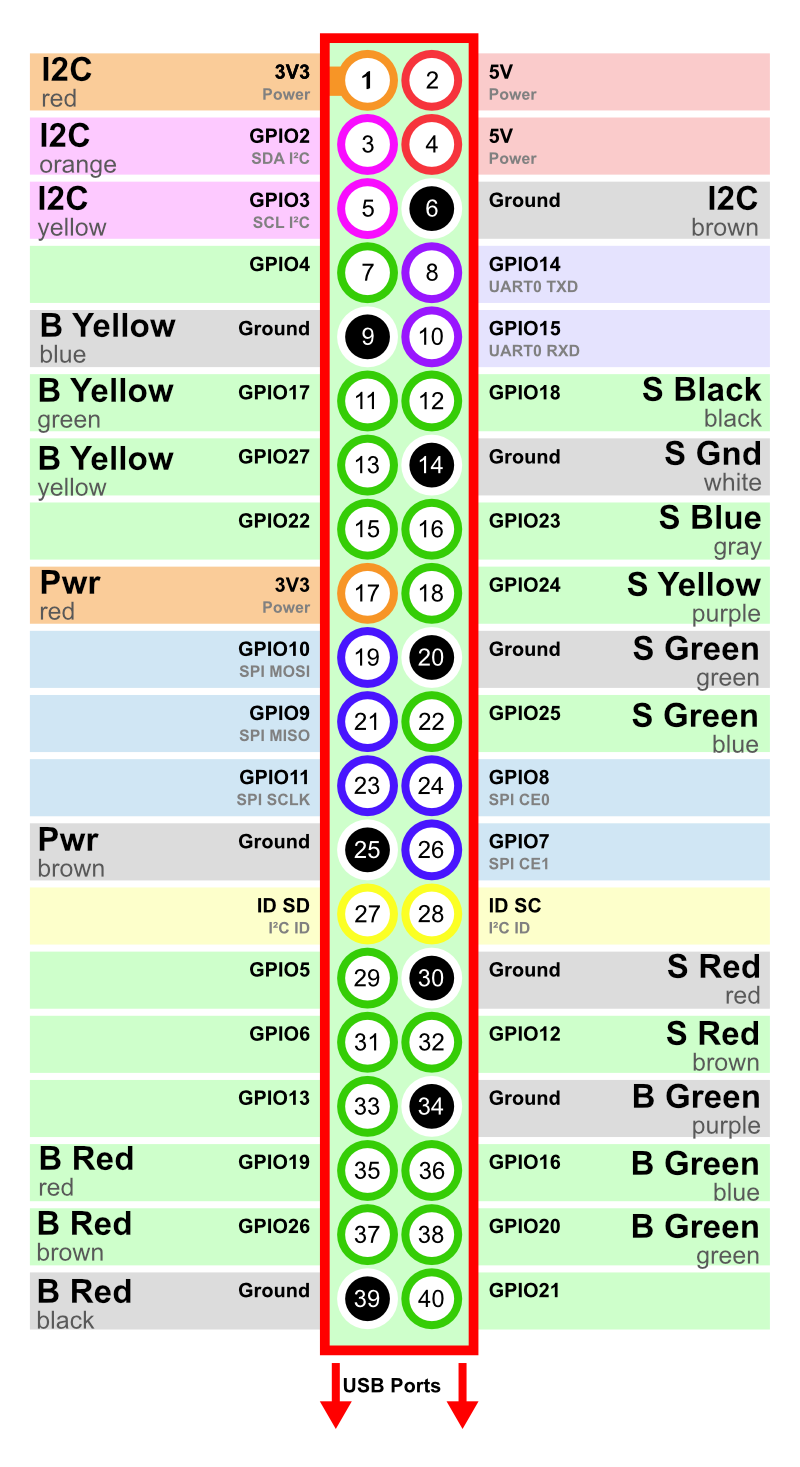 I2C
red
3V3
Power
1
2
5V
Power
I2C
orange
GPIO2
SDA I²C
3
4
5V
Power
I2C
yellow
GPIO3
SCL I²C
5
6
Ground
I2C
brown
GPIO4
7
8
GPIO14
UART0 TXD
B Yellow
blue
Ground
9
10
GPIO15
UART0 RXD
B Yellow
green
GPIO17
11
12
GPIO18
S Black
black
B Yellow
yellow
GPIO27
13
14
Ground
S Gnd
white
GPIO22
15
16
GPIO23
S Blue
gray
Pwr
red
3V3
Power
17
18
GPIO24
S Yellow
purple
GPIO10
SPI MOSI
19
20
Ground
S Green
green
GPIO9
SPI MISO
21
22
GPIO25
S Green
blue
GPIO11
SPI SCLK
23
24
GPIO8
SPI CE0
Pwr
brown
Ground
25
26
GPIO7
SPI CE1
ID SD
I²C ID
27
28
ID SC
I²C ID
GPIO5
29
30
Ground
S Red
red
GPIO6
31
32
GPIO12
S Red
brown
GPIO13
33
34
Ground
B Green
purple
B Red
red
GPIO19
35
36
GPIO16
B Green
blue
B Red
brown
GPIO26
37
38
GPIO20
B Green
green
B Red
black
Ground
39
40
GPIO21
USB Ports